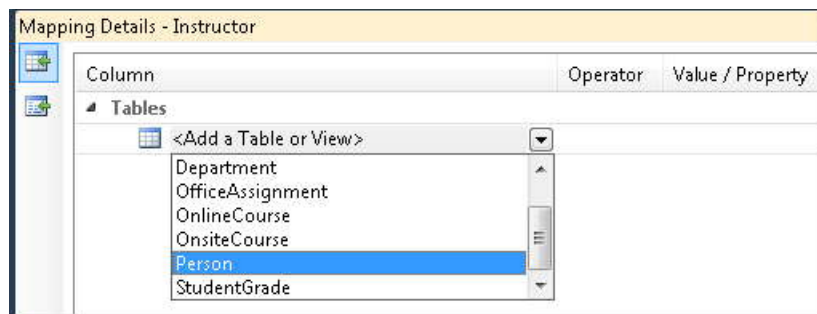 Mapping Details - Instructor
Column Operator Value / Property
Tables
<Add a Table or View>
Department
OfficeAssignment
OnlineCourse
OnsiteCourse
Person
StudentGrade